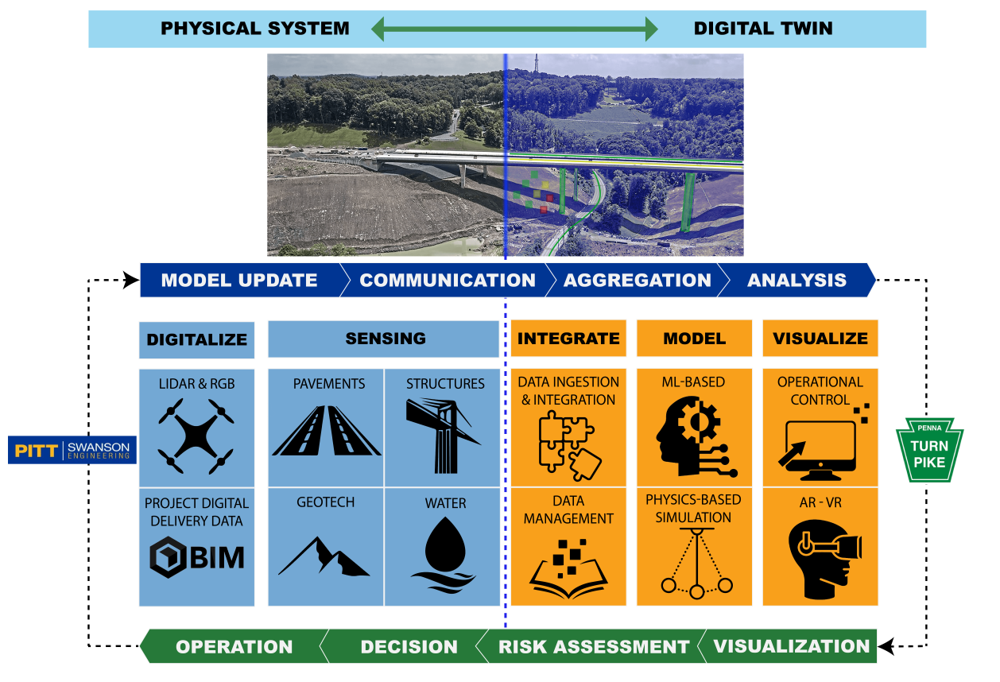 PHYSICAL SYSTEM
DIGITAL TWIN
MODEL UPDATE
COMMUNICATION
AGGREGATION
ANALYSIS
DIGITALIZE
SENSING
INTEGRATE
MODEL
VISUALIZE
LIDAR & RGB
PAVEMENTS
STRUCTURES
DATA INGESTION
& INTEGRATION
ML-BASED
OPERATIONAL
CONTROL
PITT
SWANSON
ENGINEERING
PENNA
TURN
PIKE
PROJECT DIGITAL
DELIVERY DATA
BIM
GEOTECH
WATER
DATA
MANAGEMENT
PHYSICS-BASED
SIMULATION
AR - VR
OPERATION
DECISION
RISK ASSESSMENT
VISUALIZATION